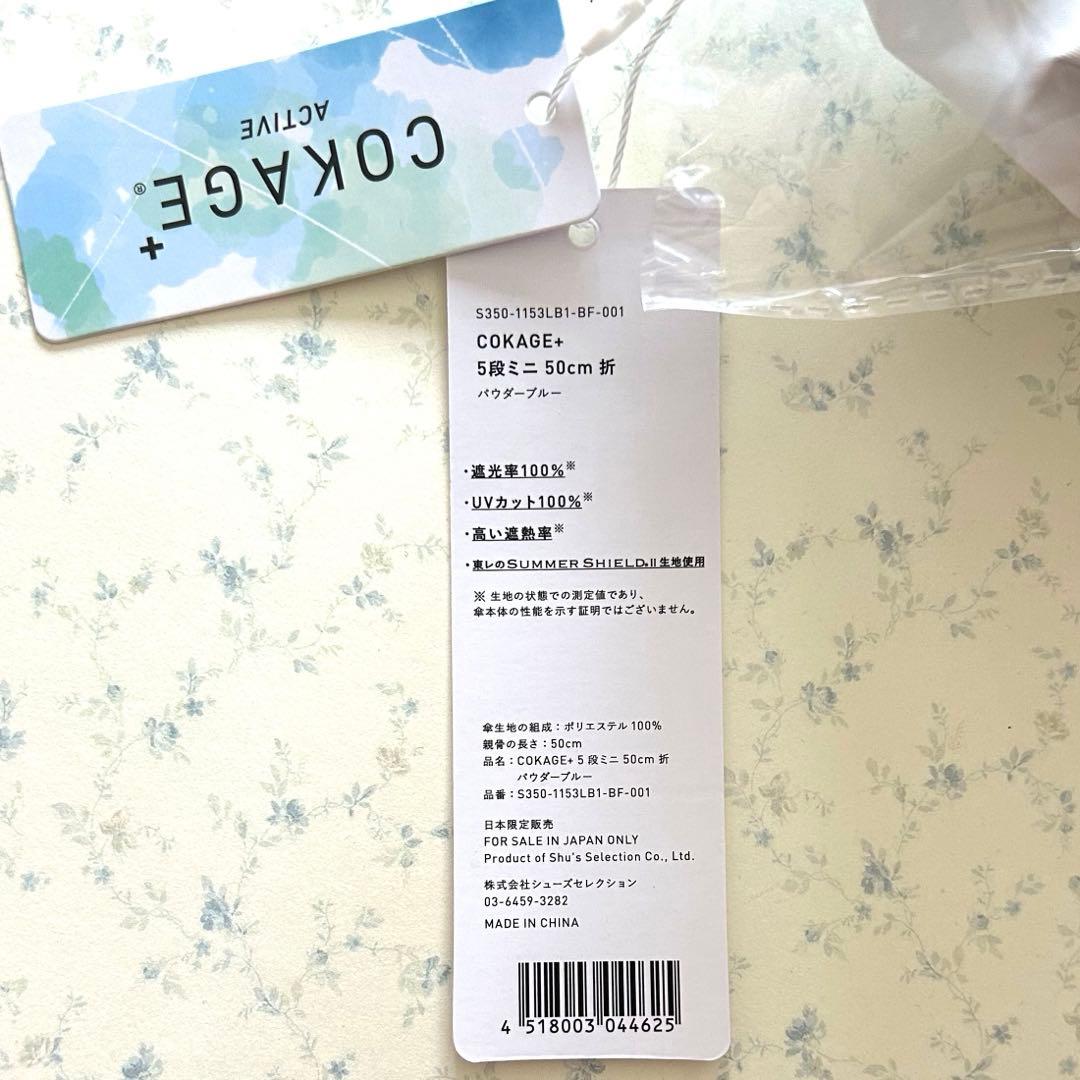 COKAGE+®
ACTIVE
S350-1153LB1-BF-001
COKAGE+
5段ミニ 50cm 折
パウダーブルー
・遮光率100%※
・UVカット100%※
・高い遮熱率※
・東レのSUMMER SHIELD®II生地使用
※ 生地の状態での測定値であり、
傘本体の性能を示す証明ではございません。
傘生地の組成：ポリエステル 100%
親骨の長さ：50cm
品名：COKAGE+ 5 段ミニ 50cm 折
パウダーブルー
品番：S350-1153LB1-BF-001
日本限定販売
FOR SALE IN JAPAN ONLY
Product of Shu's Selection Co., Ltd.
株式会社シューズセレクション
03-6459-3282
MADE IN CHINA
4 518003 044625